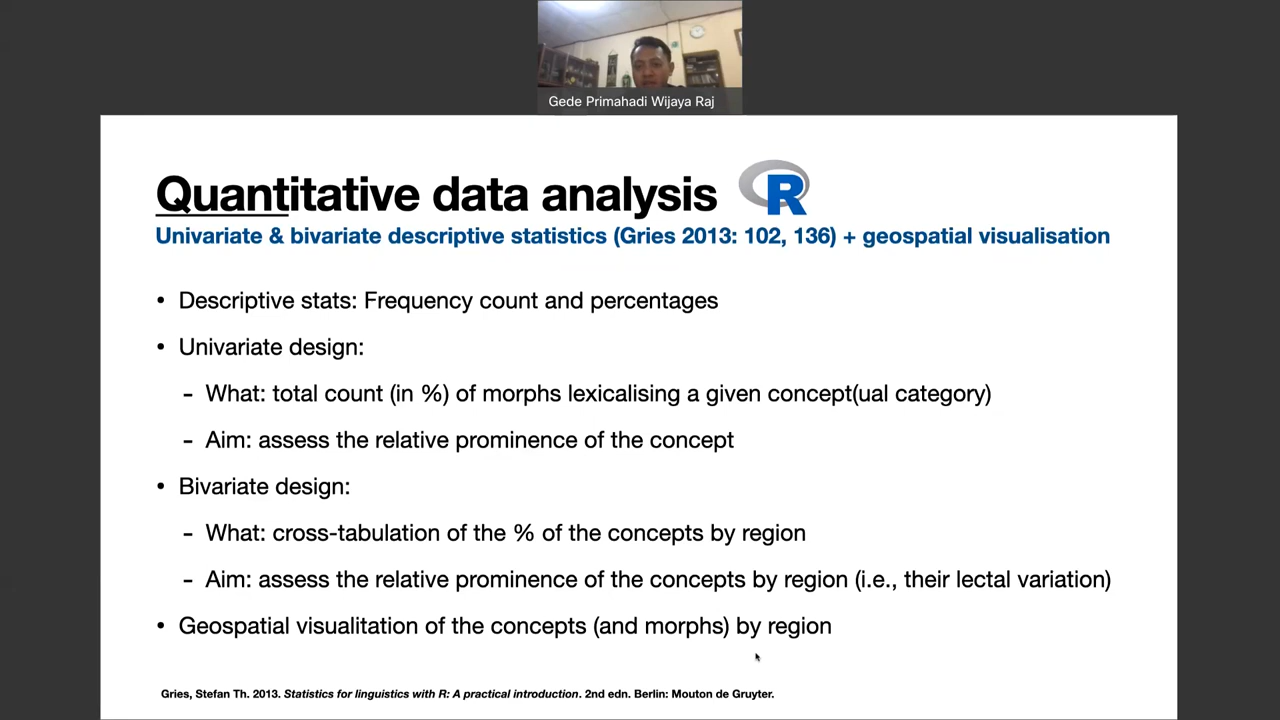 Gede Primahadi Wijaya Raj
Quantitative data analysis R
Univariate & bivariate descriptive statistics (Gries 2013: 102, 136) + geospatial visualisation
• Descriptive stats: Frequency count and percentages
• Univariate design:
- What: total count (in %) of morphs lexicalising a given concept(ual category)
- Aim: assess the relative prominence of the concept
• Bivariate design:
- What: cross-tabulation of the % of the concepts by region
- Aim: assess the relative prominence of the concepts by region (i.e., their lectal variation)
• Geospatial visualitation of the concepts (and morphs) by region
Gries, Stefan Th. 2013. Statistics for linguistics with R: A practical introduction. 2nd edn. Berlin: Mouton de Gruyter.